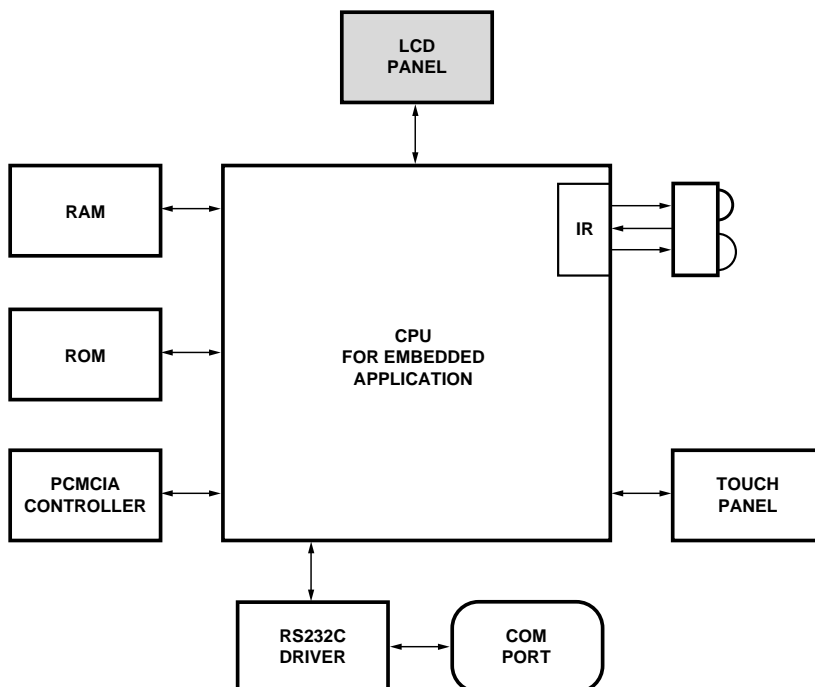 LCD
PANEL
RAM
IR
ROM
CPU
FOR EMBEDDED
APPLICATION
PCMCIA
CONTROLLER
TOUCH
PANEL
RS232C
DRIVER
COM
PORT